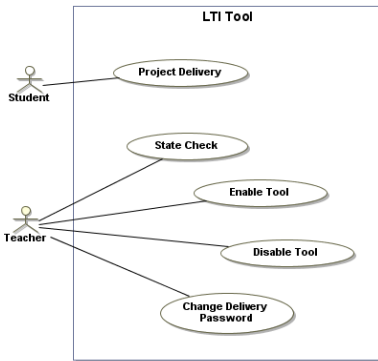 LTI Tool
Project Delivery
Student
State Check
Enable Tool
Teacher
Disable Tool
Change Delivery
Password